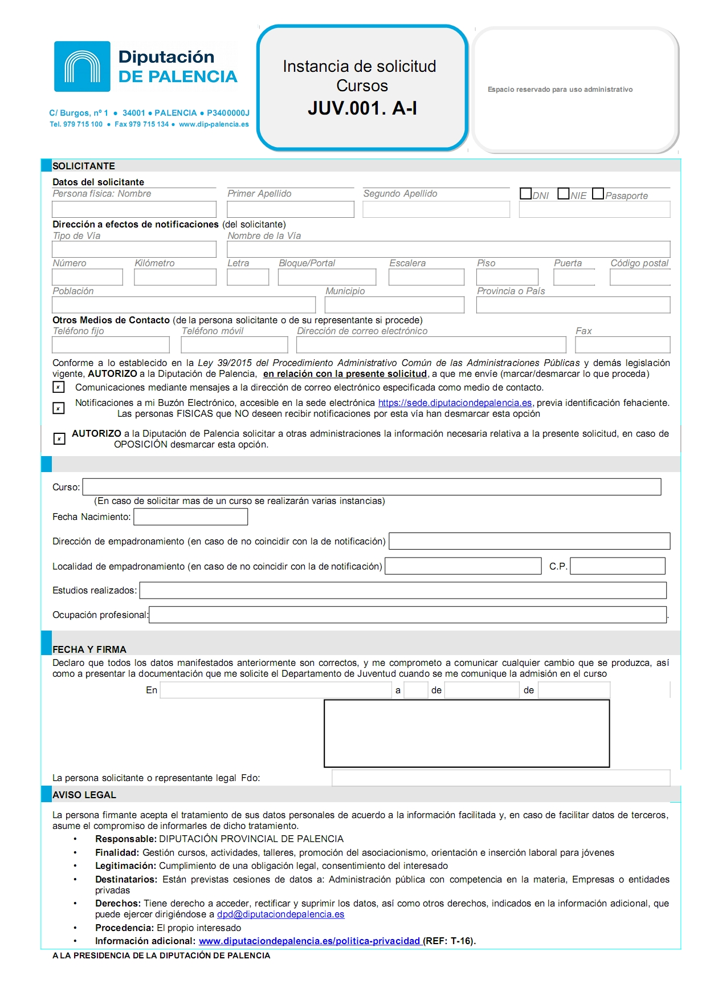 Diputación
DE PALENCIA
C/ Burgos, nº 1 ● 34001 ● PALENCIA ● P3400000J
Tel. 979 715 100 ● Fax 979 715 134 ● www.dip-palencia.es
Instancia de solicitud
Cursos
JUV.001. A-I
Espacio reservado para uso administrativo
SOLICITANTE
Datos del solicitante
Persona física: Nombre Primer Apellido Segundo Apellido DNI NIE Pasaporte
Dirección a efectos de notificaciones (del solicitante)
Tipo de Vía Nombre de la Vía
Número Kilómetro Letra Bloque/Portal Escalera Piso Puerta Código postal
Población Municipio Provincia o País
Otros Medios de Contacto (de la persona solicitante o de su representante si procede)
Teléfono fijo Teléfono móvil Dirección de correo electrónico Fax
Conforme a lo establecido en la Ley 39/2015 del Procedimiento Administrativo Común de las Administraciones Públicas y demás legislación
vigente, AUTORIZO a la Diputación de Palencia, en relación con la presente solicitud, a que me envíe (marcar/desmarcar lo que proceda)
x Comunicaciones mediante mensajes a la dirección de correo electrónico especificada como medio de contacto.
x Notificaciones a mi Buzón Electrónico, accesible en la sede electrónica https://sede.diputaciondepalencia.es, previa identificación fehaciente.
Las personas FISICAS que NO deseen recibir notificaciones por esta vía han desmarcar esta opción
x AUTORIZO a la Diputación de Palencia solicitar a otras administraciones la información necesaria relativa a la presente solicitud, en caso de
OPOSICIÓN desmarcar esta opción.
Curso:
(En caso de solicitar mas de un curso se realizarán varias instancias)
Fecha Nacimiento:
Dirección de empadronamiento (en caso de no coincidir con la de notificación)
Localidad de empadronamiento (en caso de no coincidir con la de notificación) C.P.
Estudios realizados:
Ocupación profesional: .
FECHA Y FIRMA
Declaro que todos los datos manifestados anteriormente son correctos, y me comprometo a comunicar cualquier cambio que se produzca, así
como a presentar la documentación que me solicite el Departamento de Juventud cuando se me comunique la admisión en el curso
En a de de
La persona solicitante o representante legal Fdo:
AVISO LEGAL
La persona firmante acepta el tratamiento de sus datos personales de acuerdo a la información facilitada y, en caso de facilitar datos de terceros,
asume el compromiso de informarles de dicho tratamiento.
• Responsable: DIPUTACIÓN PROVINCIAL DE PALENCIA
• Finalidad: Gestión cursos, actividades, talleres, promoción del asociacionismo, orientación e inserción laboral para jóvenes
• Legitimación: Cumplimiento de una obligación legal, consentimiento del interesado
• Destinatarios: Están previstas cesiones de datos a: Administración pública con competencia en la materia, Empresas o entidades
privadas
• Derechos: Tiene derecho a acceder, rectificar y suprimir los datos, así como otros derechos, indicados en la información adicional, que
puede ejercer dirigiéndose a dpd@diputaciondepalencia.es
• Procedencia: El propio interesado
• Información adicional: www.diputaciondepalencia.es/politica-privacidad (REF: T-16).
A LA PRESIDENCIA DE LA DIPUTACIÓN DE PALENCIA